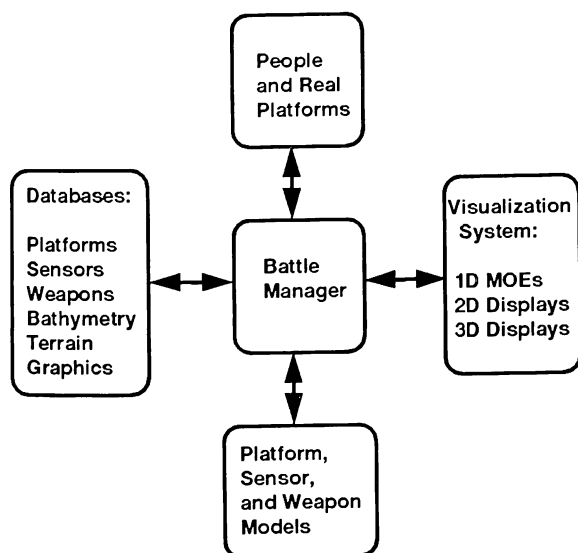 People
and Real
Platforms
Databases:
Platforms
Sensors
Weapons
Bathymetry
Terrain
Graphics
Battle
Manager
Visualization
System:
1D MOEs
2D Displays
3D Displays
Platform,
Sensor,
and Weapon
Models